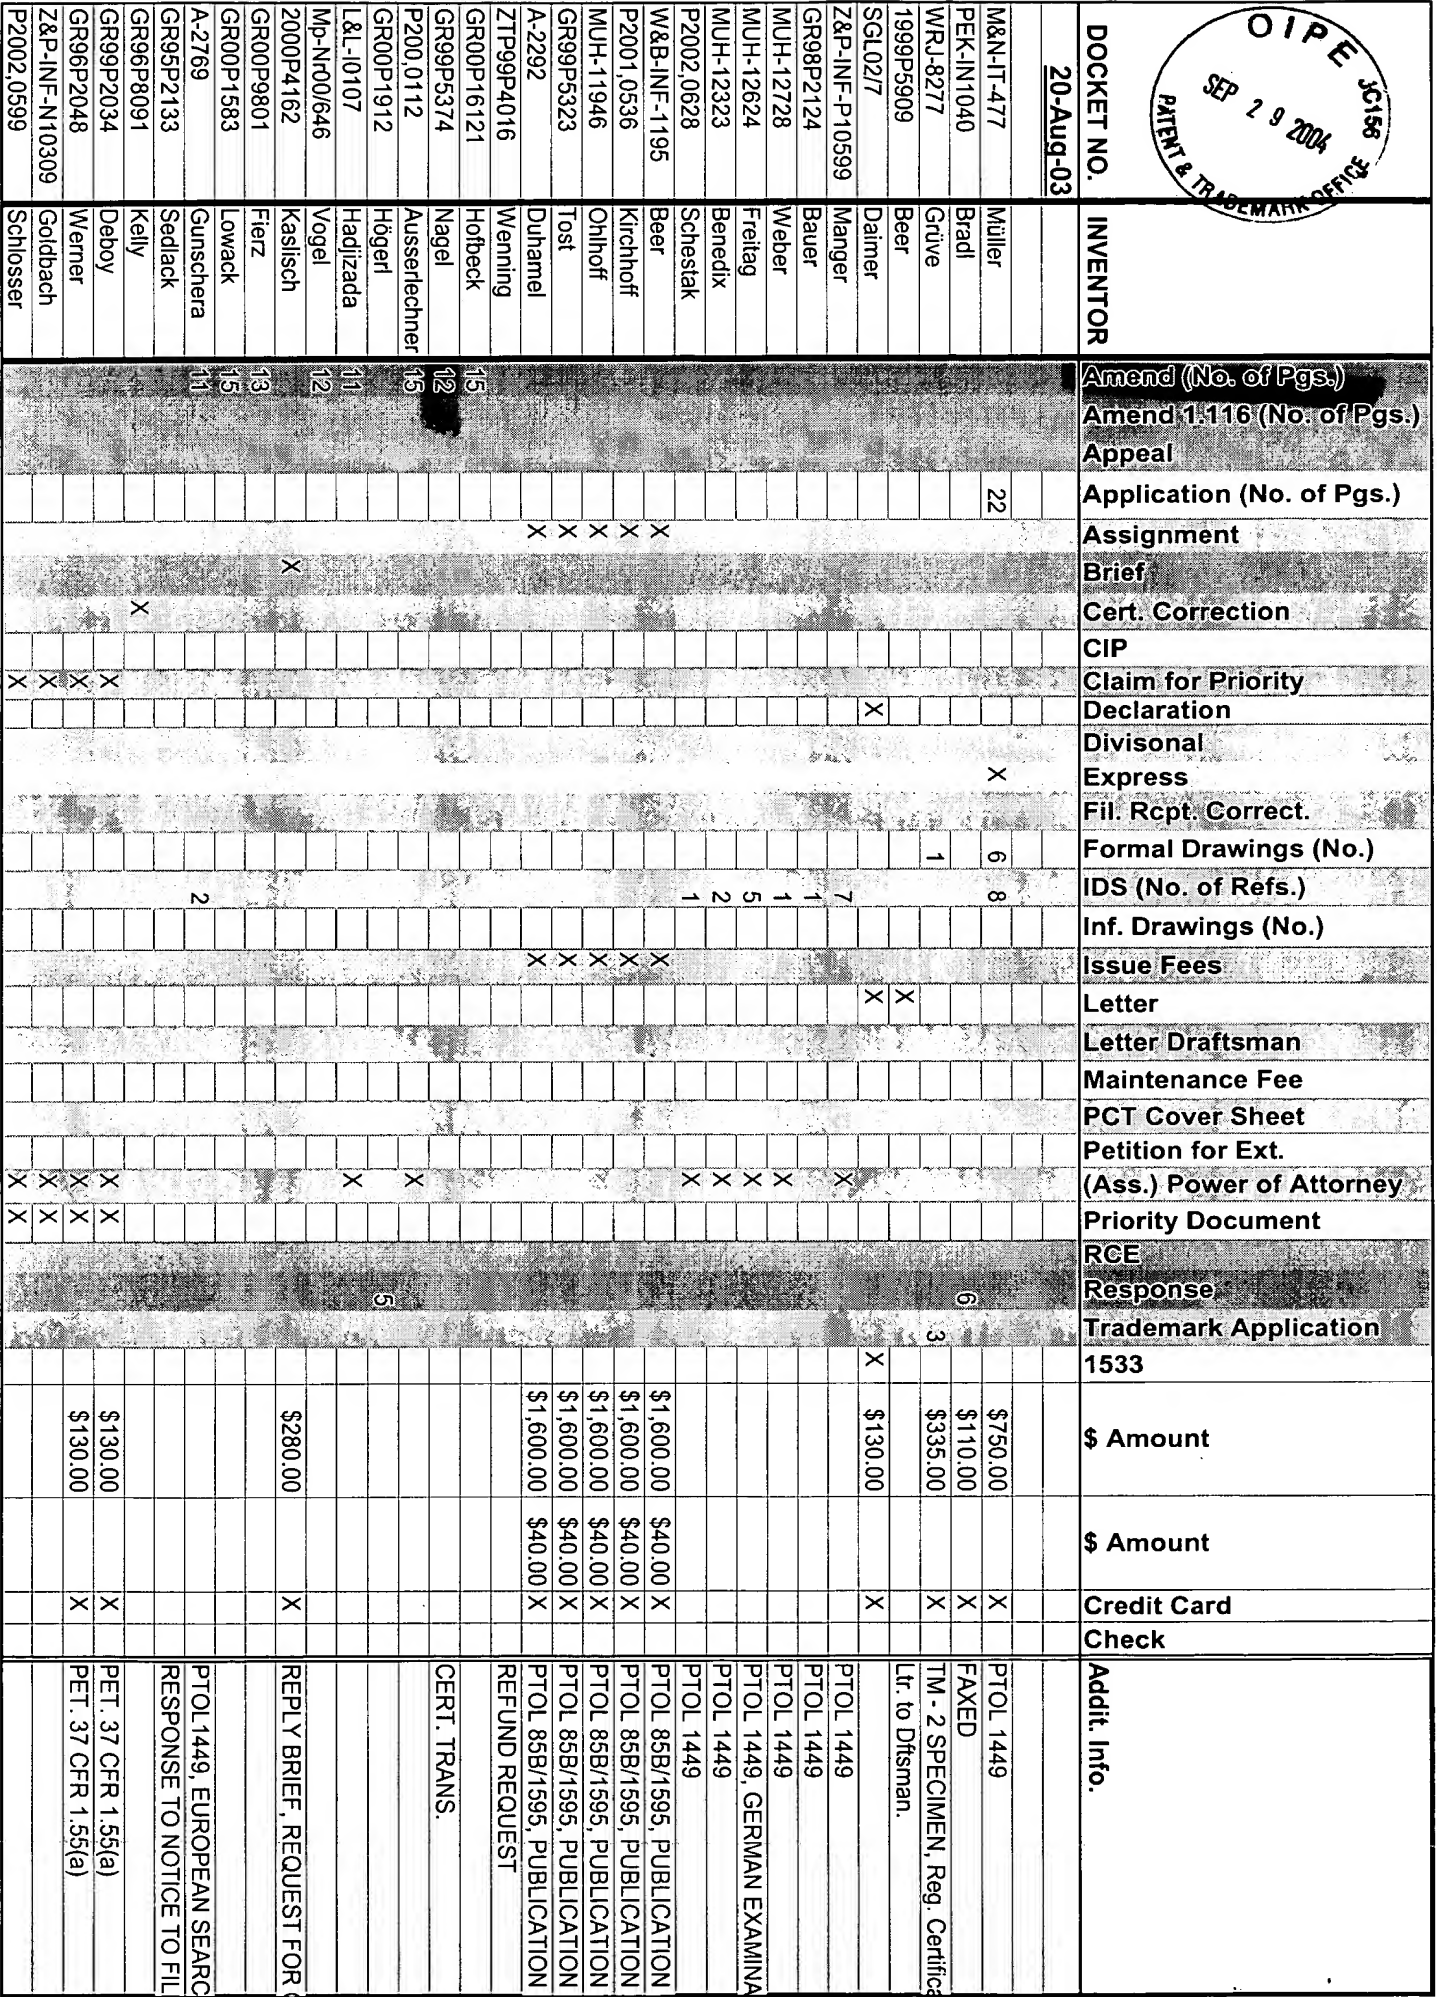 OIPE JC156
SEP 29 2004
PATENT & TRADEMARK OFFICE
DOCKET NO. INVENTOR Amend (No. of Pgs.) Amend 1.116 (No. of Pgs.) Appeal Application (No. of Pgs.) Assignment Brief Cert. Correction CIP Claim for Priority Declaration Divisonal Express Fil. Rcpt. Correct. Formal Drawings (No.) IDS (No. of Refs.) Inf. Drawings (No.) Issue Fees Letter Letter Draftsman Maintenance Fee PCT Cover Sheet Petition for Ext. (Ass.) Power of Attorney Priority Document RCE Response Trademark Application 1533 $ Amount $ Amount Credit Card Check Addit. Info.
20-Aug-03
M&N-IT-477 Müller 22 X 6 8 $750.00 X PTOL 1449
PEK-IN1040 Bradl 6 $110.00 X FAXED
WRJ-8277 Grüve 1 3 $335.00 X TM - 2 SPECIMEN, Reg. Certifica
1999P5909 Beer X Ltr. to Dftsman.
SGL02/7 Daimer X X X $130.00 X
Z&P-INF-P10599 Manger 7 X PTOL 1449
GR98P2124 Bauer 1 PTOL 1449
MUH-12728 Weber 1 X PTOL 1449
MUH-12624 Freitag 5 X PTOL 1449, GERMAN EXAMINA
MUH-12323 Benedix 2 X PTOL 1449
P2002,0628 Schestak 1 X PTOL 1449
W&B-INF-1195 Beer X X $1,600.00 $40.00 X PTOL 85B/1595, PUBLICATION
P2001,0536 Kirchhoff X X $1,600.00 $40.00 X PTOL 85B/1595, PUBLICATION
MUH-11946 Ohlhoff X X $1,600.00 $40.00 X PTOL 85B/1595, PUBLICATION
GR99P5323 Tost X X $1,600.00 $40.00 X PTOL 85B/1595, PUBLICATION
A-2292 Duhamel X X $1,600.00 $40.00 X PTOL 85B/1595, PUBLICATION
ZTP99P4016 Wenning REFUND REQUEST
GR00P16121 Hofbeck 15
GR99P5374 Nagel 12 CERT. TRANS.
P200,0112 Ausserlechner 15 X
GR00P1912 Högerl 5
L&L-I0107 Hadjizada 11 X
Mp-Nr00/646 Vogel 12
2000P4162 Kaslisch X $280.00 X REPLY BRIEF, REQUEST FOR
GR00P9801 Fierz 13
GR00P1583 Lowack 15
A-2769 Gunschera 11 2 PTOL1449, EUROPEAN SEARC
GR95P2133 Sedlack RESPONSE TO NOTICE TO FIL
GR96P8091 Kelly X
GR99P2034 Deboy X X X $130.00 X PET. 37 CFR 1.55(a)
GR96P2048 Werner X X X $130.00 X PET. 37 CFR 1.55(a)
Z&P-INF-N10309 Goldbach X X X
P2002,0599 Schlosser X X X